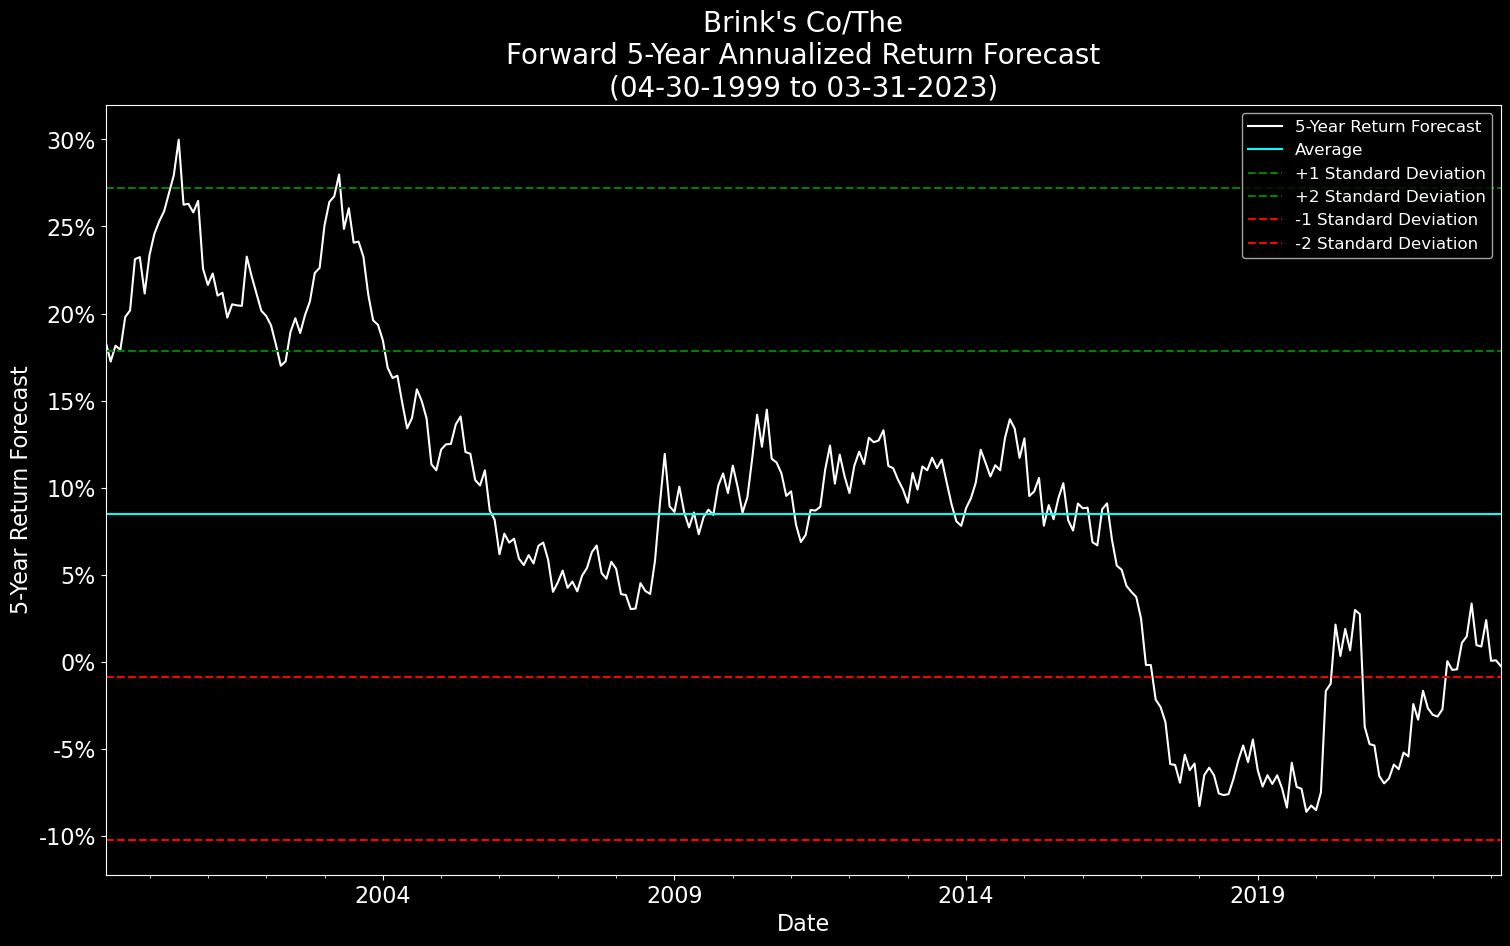 Brink's Co/The
Forward 5-Year Annualized Return Forecast
(04-30-1999 to 03-31-2023)
5-Year Return Forecast
Average
+1 Standard Deviation
+2 Standard Deviation
-1 Standard Deviation
-2 Standard Deviation
30%
25%
20%
15%
10%
5%
0%
-5%
-10%
5-Year Return Forecast
2004
2009
2014
2019
Date